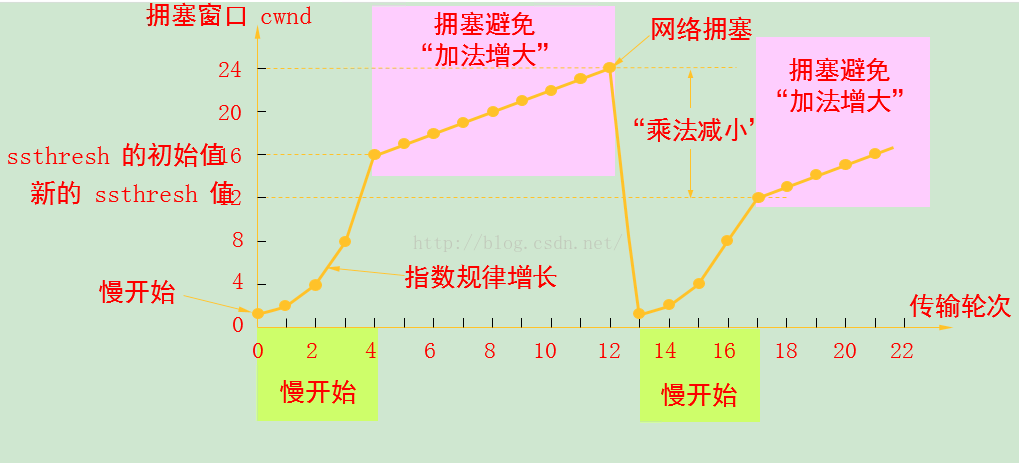 拥塞窗口 cwnd
拥塞避免
“加法增大”
网络拥塞
拥塞避免
“加法增大”
24
20
“乘法减小’
ssthresh 的初始值
16
新的 ssthresh 值
12
http://blog.csdn.net/
8
指数规律增长
4
慢开始
传输轮次
0
0 2 4 6 8 10 12 14 16 18 20 22
慢开始
慢开始